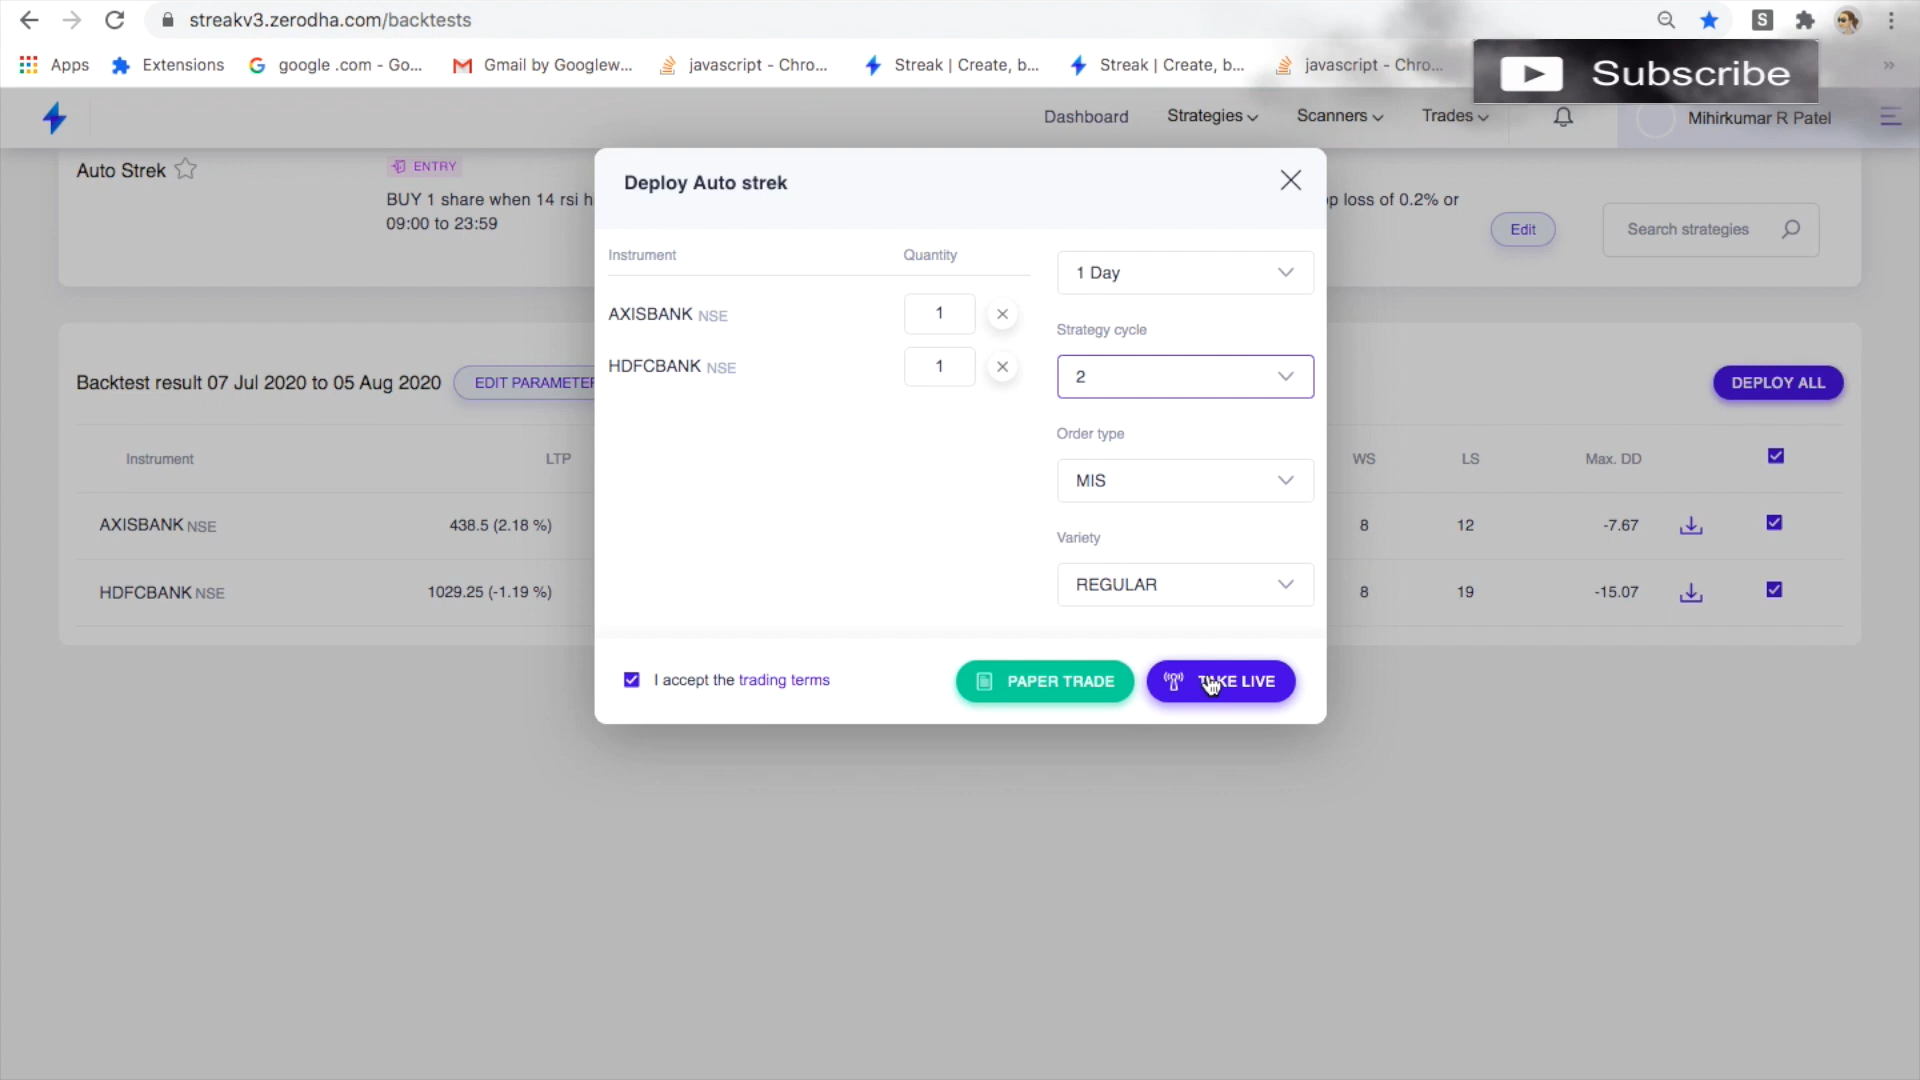 streakv3.zerodha.com/backtests
S
Apps
Extensions
google .com - Go...
Gmail by Googlew...
javascript - Chro...
Streak | Create, b...
Streak | Create, b...
javascript - Chro...
»
Subscribe
Dashboard
Strategies
Scanners
Trades
Mihirkumar R Patel
Auto Strek
ENTRY
BUY 1 share when 14 rsi h
09:00 to 23:59
p loss of 0.2% or
Edit
Search strategies
Deploy Auto strek
Instrument Quantity
AXISBANK NSE 1
HDFCBANK NSE 1
1 Day
Strategy cycle
2
Order type
MIS
Variety
REGULAR
I accept the trading terms
PAPER TRADE
TAKE LIVE
Backtest result 07 Jul 2020 to 05 Aug 2020
EDIT PARAMETER
DEPLOY ALL
Instrument LTP WS LS Max. DD
AXISBANK NSE 438.5 (2.18 %) 8 12 -7.67
HDFCBANK NSE 1029.25 (-1.19 %) 8 19 -15.07